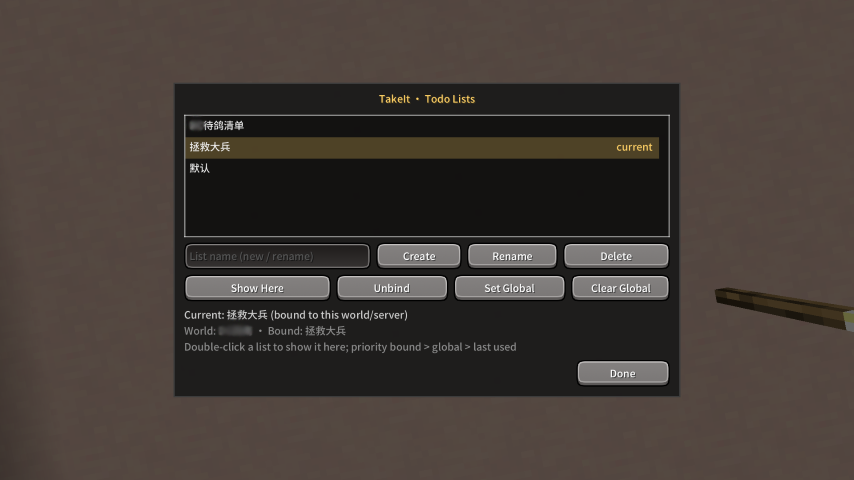 TakeIt • Todo Lists
待鸽清单
拯救大兵 current
默认
List name (new / rename)
Create Rename Delete
Show Here Unbind Set Global Clear Global
Current: 拯救大兵 (bound to this world/server)
World: • Bound: 拯救大兵
Double-click a list to show it here; priority bound > global > last used
Done